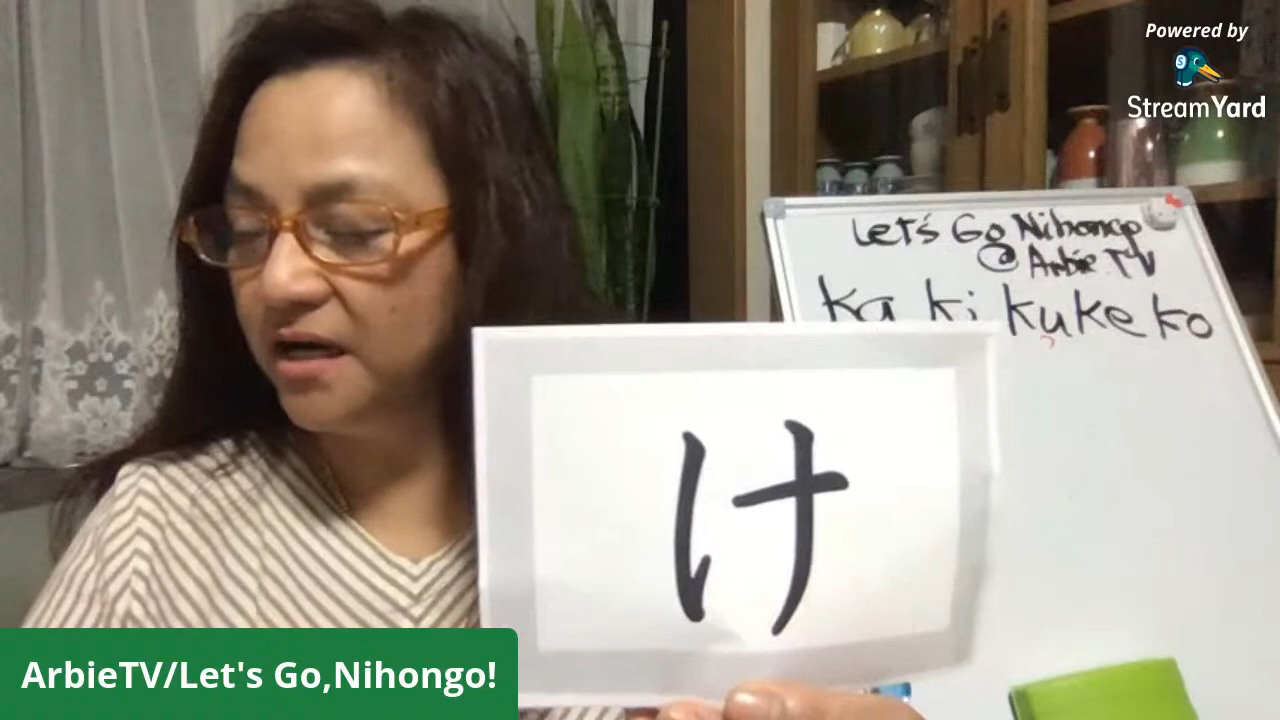 Powered by
StreamYard
Let's Go Nihongo
@ Arbie TV
Ka Ki Ku Ke Ko
け
ArbieTV/Let's Go,Nihongo!